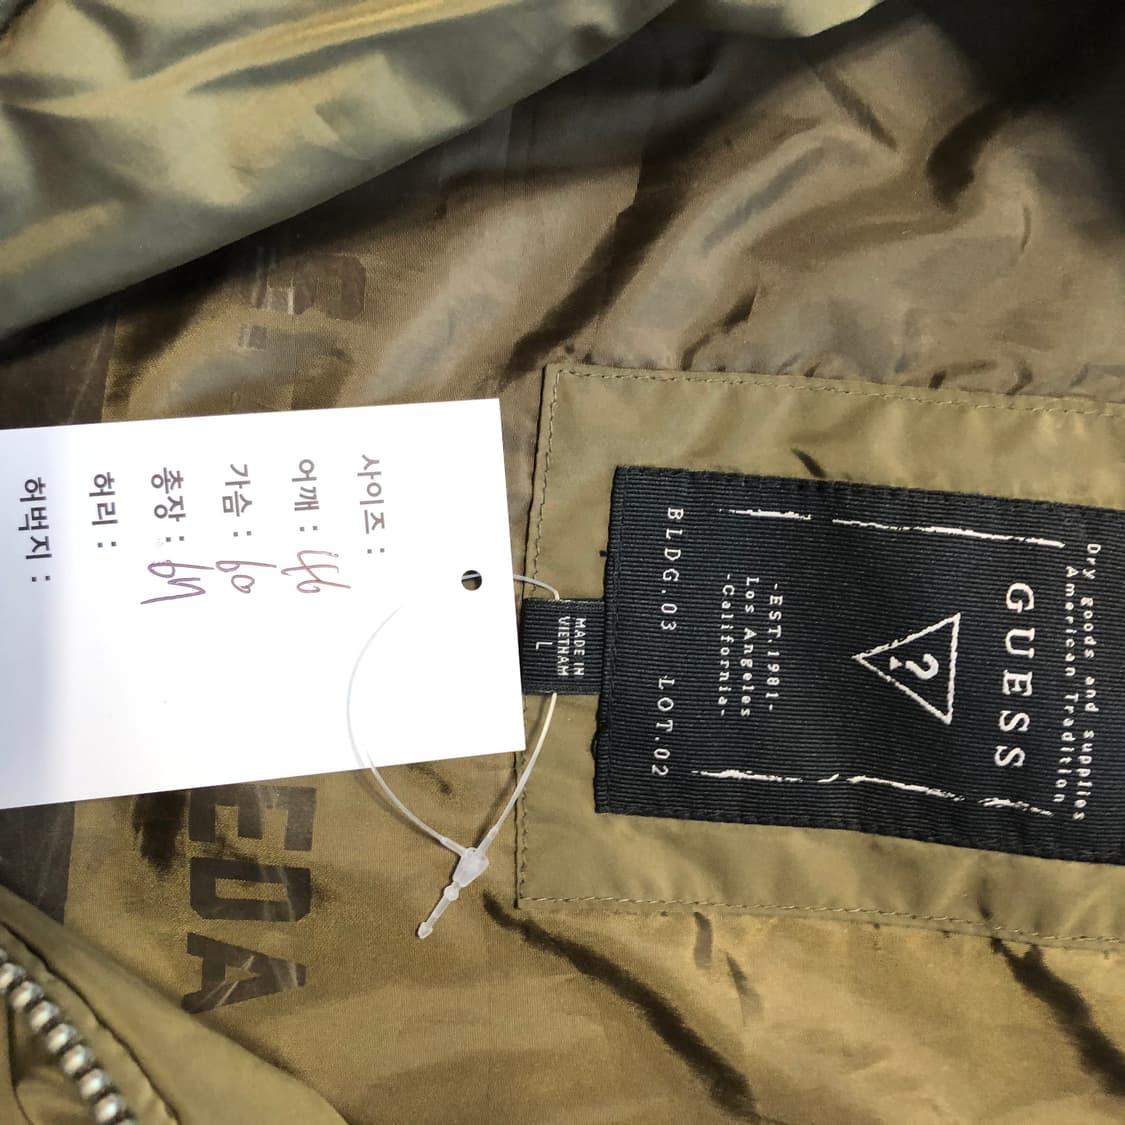 Dry goods and supplies
American Tradition
GUESS
?
-EST.1981-
Los Angeles
-California-
BLDG.03 LOT.02
MADE IN
VIETNAM
L
사이즈 :
어깨 : 46
가슴 : 60
총장 : 67
허리 :
허벅지 :